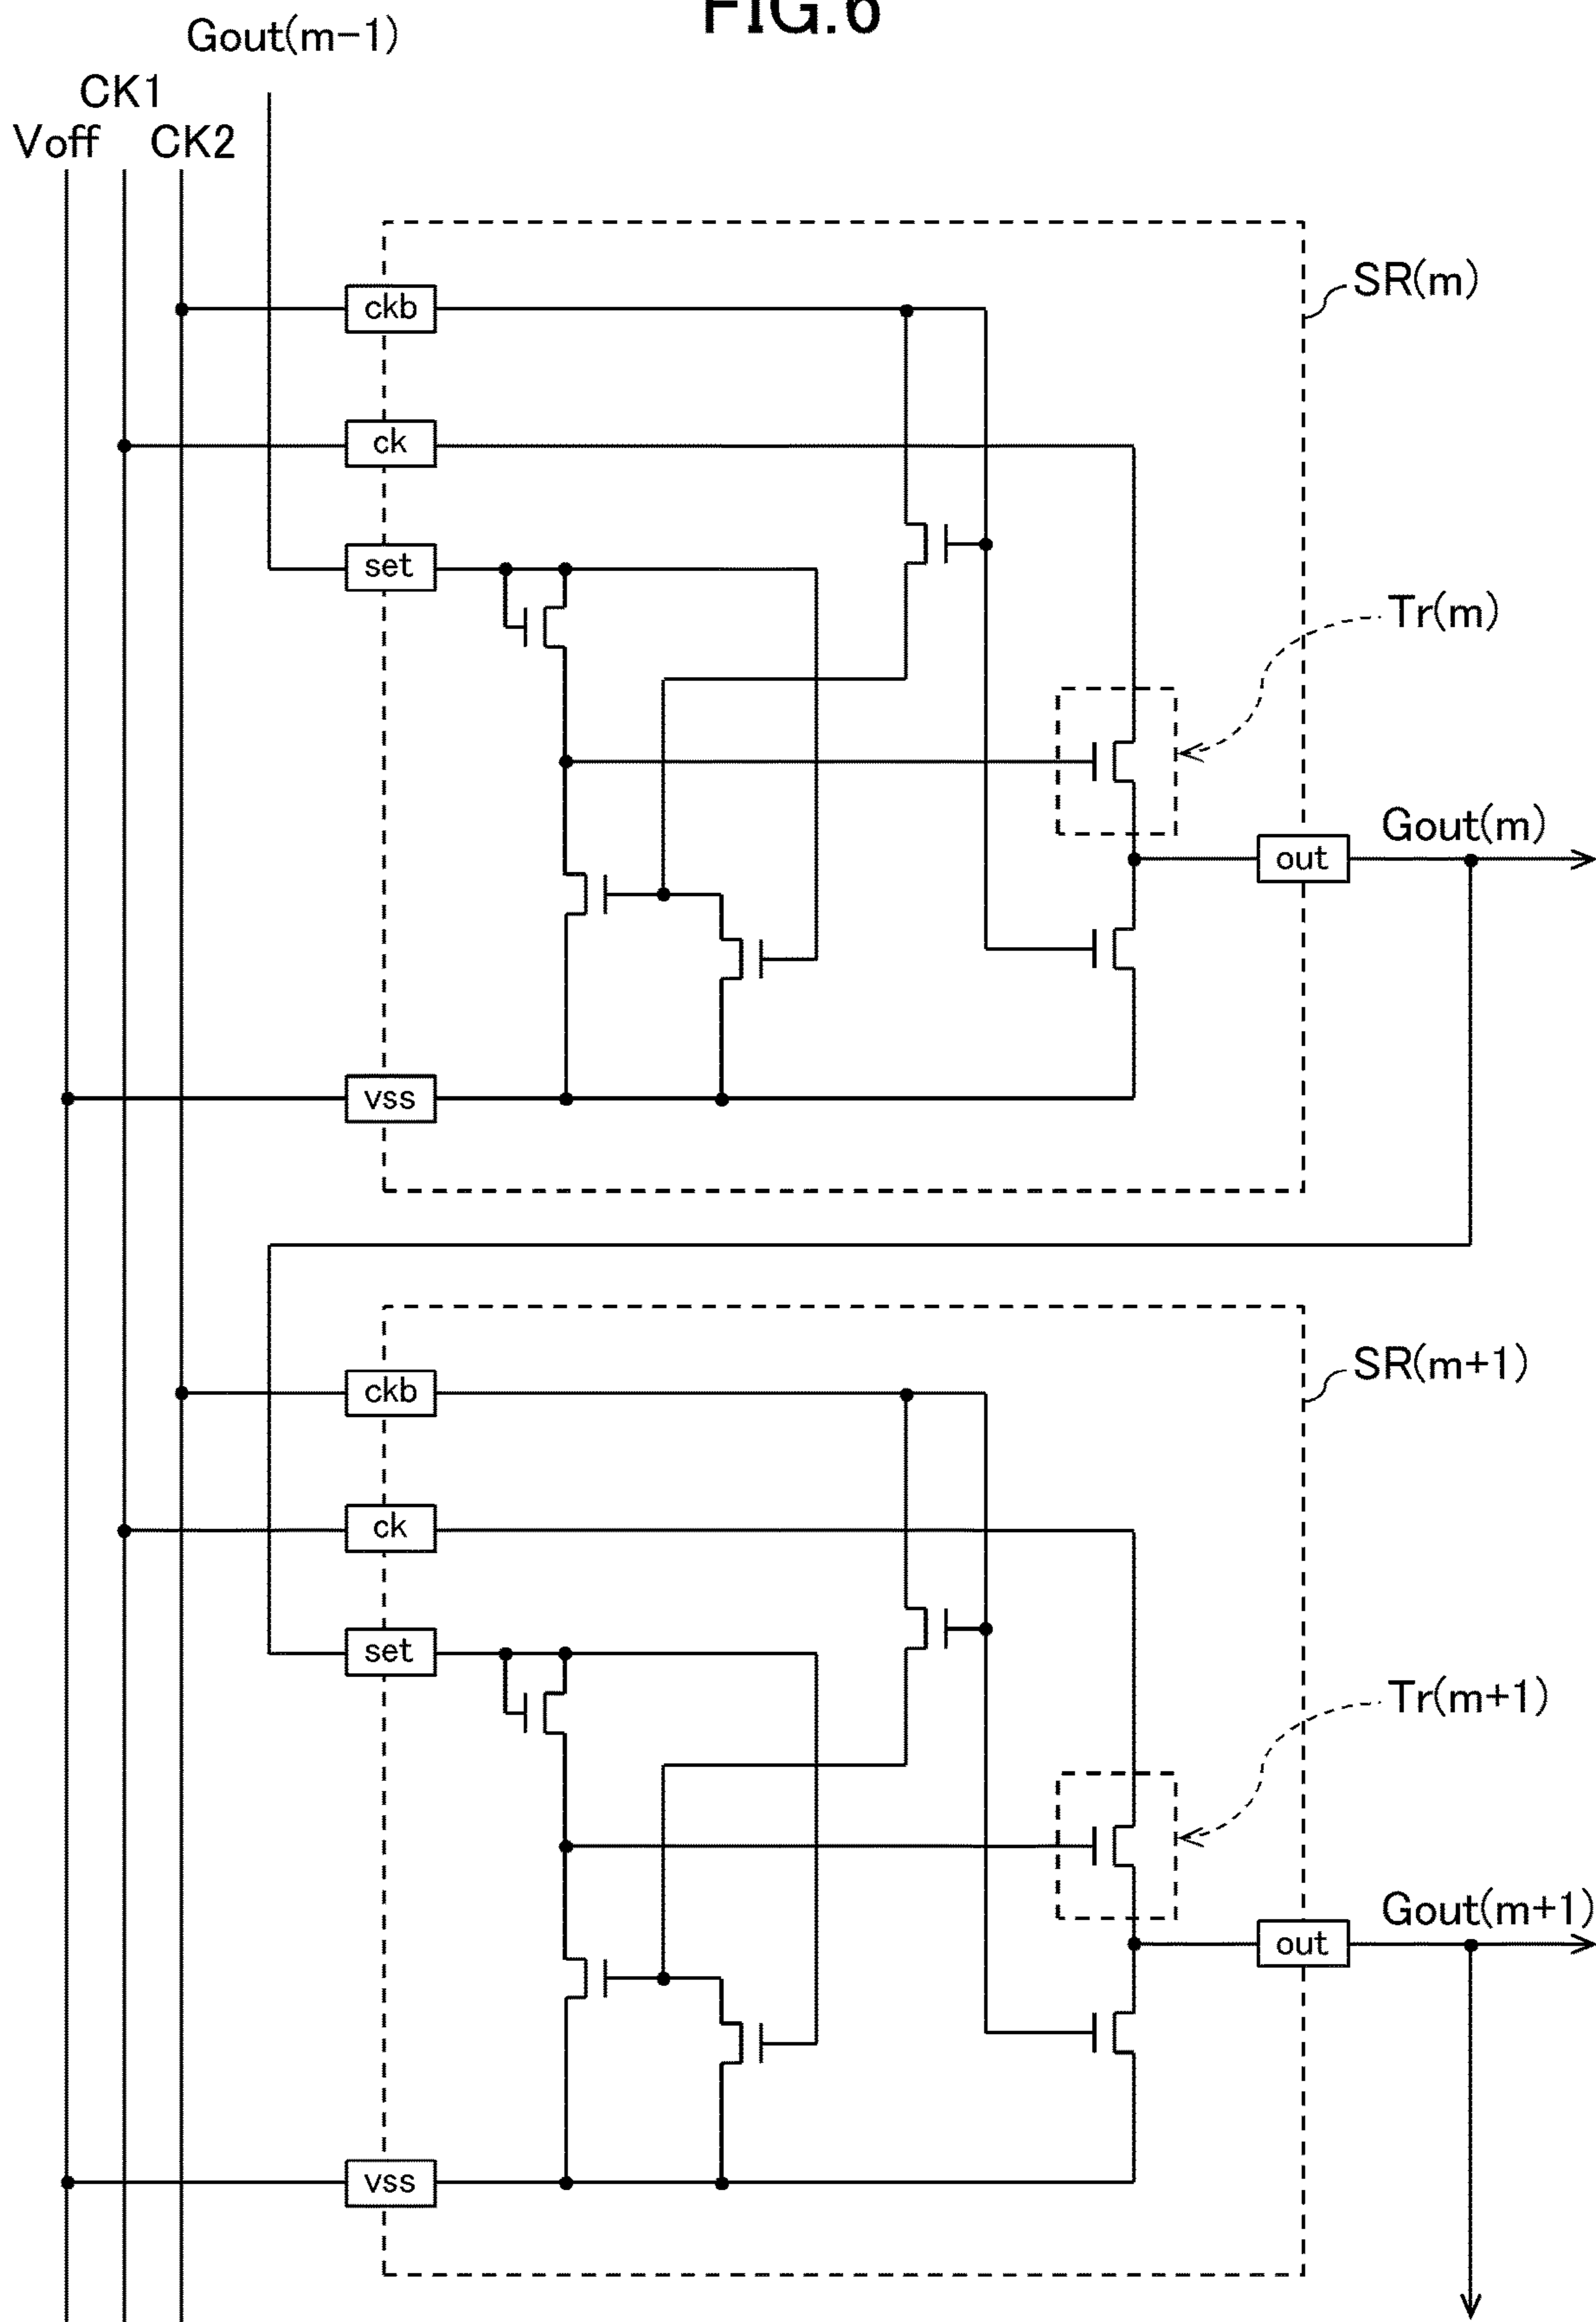 FIG.6
Gout(m-1)
CK1
Voff
CK2
ckb
SR(m)
ck
set
Tr(m)
Gout(m)
out
vss
ckb
SR(m+1)
ck
set
Tr(m+1)
Gout(m+1)
out
vss